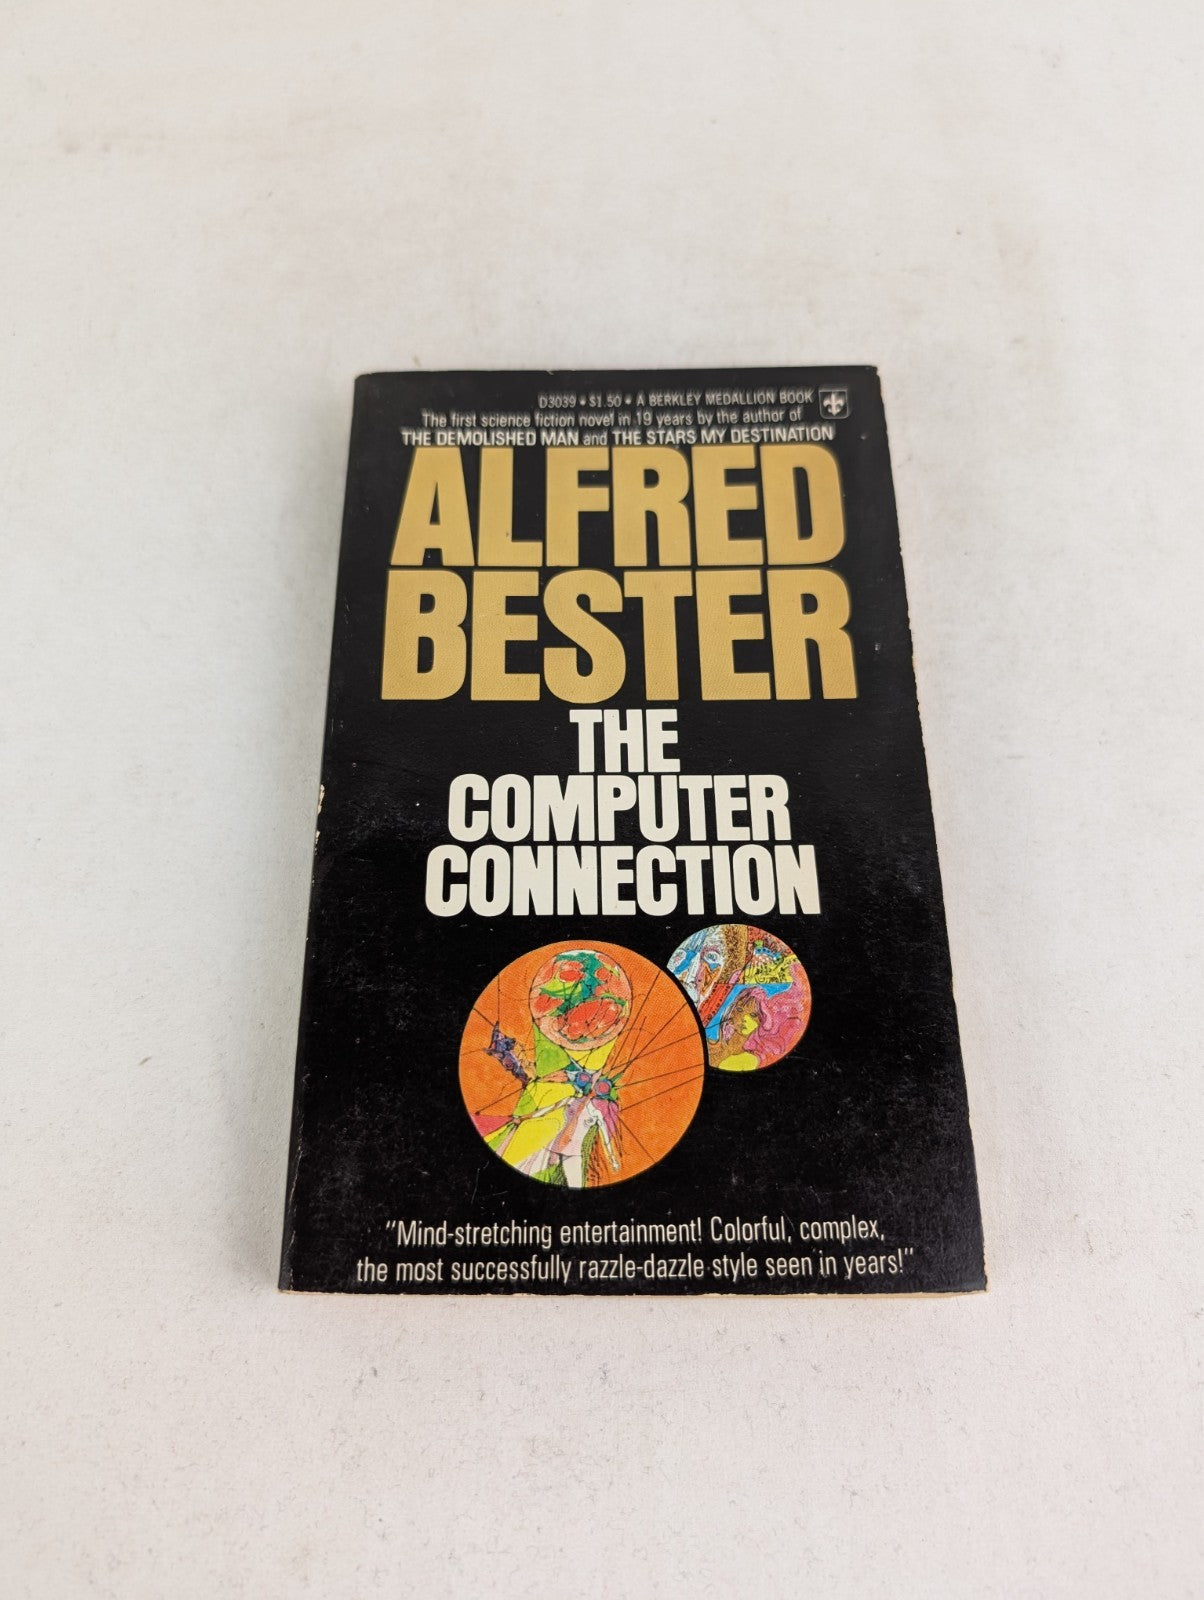 D3039 • $1.50 • A BERKLEY MEDALLION BOOK
The first science fiction novel in 19 years by the author of
THE DEMOLISHED MAN and THE STARS MY DESTINATION
ALFRED
BESTER
THE
COMPUTER
CONNECTION
"Mind-stretching entertainment! Colorful, complex,
the most successfully razzle-dazzle style seen in years!"